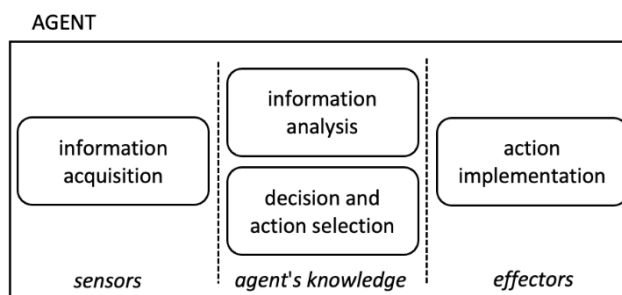 AGENT
information
acquisition
sensors
information
analysis
decision and
action selection
agent's knowledge
action
implementation
effectors